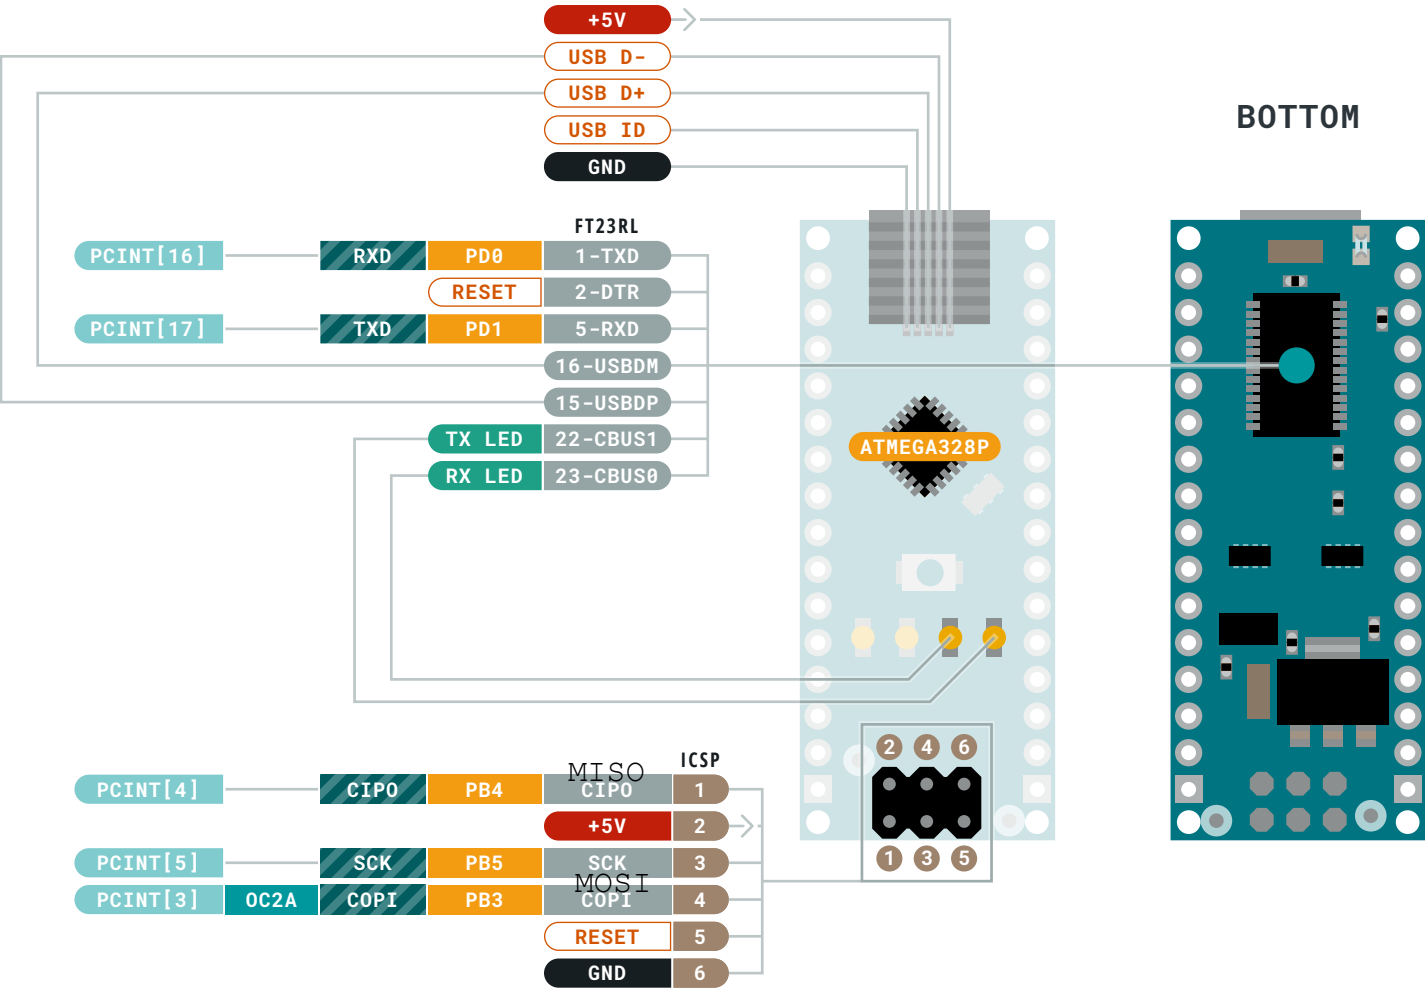 +5V
USB D-
USB D+
BOTTOM
USB ID
GND
FT23RL
PCINT[16] RXD PD0 1-TXD
RESET 2-DTR
PCINT[17] TXD PD1 5-RXD
16-USBDM
15-USBDP
TX LED 22-CBUS1
ATMEGA328P
RX LED 23-CBUS0
2 4 6
ICSP
MISO
PCINT[4] CIPO PB4 CIPO 1
+5V 2
1 3 5
PCINT[5] SCK PB5 SCK 3
MOSI
PCINT[3] OC2A COPI PB3 COPI 4
RESET 5
GND 6